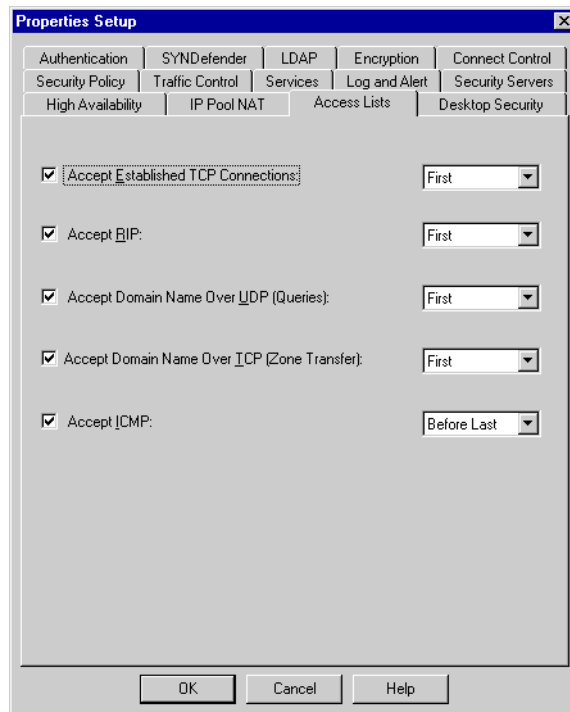 Properties Setup
Authentication SYNDefender LDAP Encryption Connect Control
Security Policy Traffic Control Services Log and Alert Security Servers
High Availability IP Pool NAT Access Lists Desktop Security
Accept Established TCP Connections: First
Accept RIP: First
Accept Domain Name Over UDP (Queries): First
Accept Domain Name Over TCP (Zone Transfer): First
Accept ICMP: Before Last
OK Cancel Help